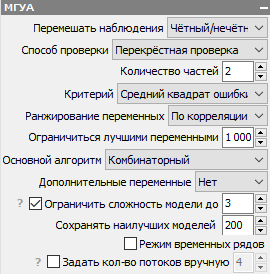 МГУА
Перемешать наблюдения Чётный/нечётн
Способ проверки Перекрёстная проверка
Количество частей 2
Критерий Средний квадрат ошибки
Ранжирование переменных По корреляции
Ограничиться лучшими переменными 1 000
Основной алгоритм Комбинаторный
Дополнительные переменные Нет
? Ограничить сложность модели до 3
Сохранять наилучших моделей 200
Режим временных рядов
? Задать кол-во потоков вручную 4